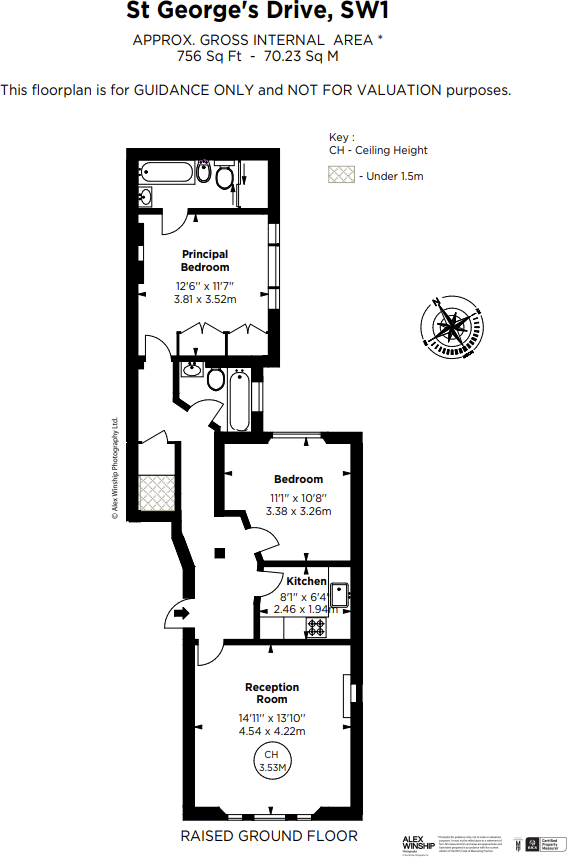 St George's Drive, SW1
APPROX. GROSS INTERNAL AREA *
756 Sq Ft - 70.23 Sq M
This floorplan is for GUIDANCE ONLY and NOT FOR VALUATION purposes.
Key :
CH - Ceiling Height
- Under 1.5m
Principal
Bedroom
12'6" x 11'7"
3.81 x 3.52m
N
© Alex Winship Photography Ltd.
Bedroom
11'1" x 10'8"
3.38 x 3.26m
Kitchen
8'1" x 6'4"
2.46 x 1.94m
Reception
Room
14'11" x 13'10"
4.54 x 4.22m
CH
3.53M
RAISED GROUND FLOOR
ALEX
WINSHIP
Photography
Certified
Property
Measurer